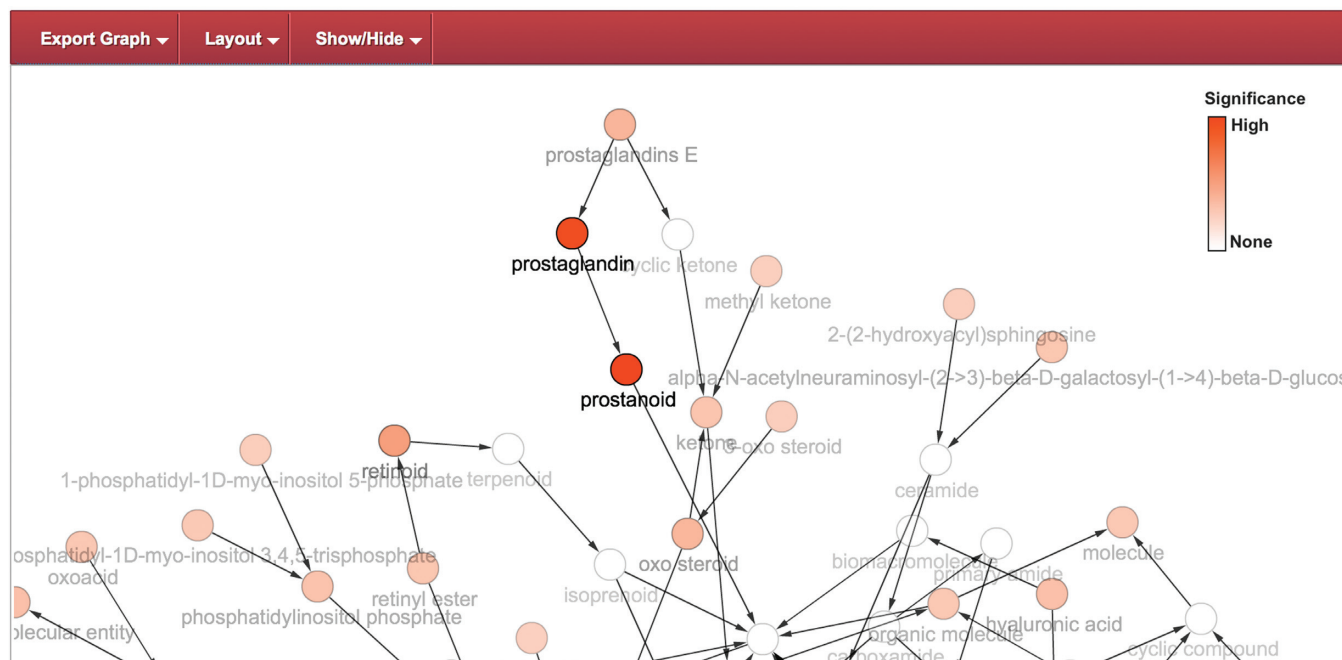 Export Graph Layout Show/Hide
Significance
High
None
prostaglandins E
prostaglandin
cyclic ketone
methyl ketone
2-(2-hydroxyacyl)sphingosine
alpha-N-acetylneuraminosyl-(2->3)-beta-D-galactosyl-(1->4)-beta-D-glucos
prostanoid
ketone
3-oxo steroid
retinoid
1-phosphatidyl-1D-myo-inositol 5-phosphate
terpenoid
ceramide
osphatidyl-1D-myo-inositol 3,4,5-trisphosphate
oxoacid
oxo steroid
biomacromolecule
molecule
primary amide
isoprenoid
retinyl ester
phosphatidylinositol phosphate
olecular entity
organic molecule
hyaluronic acid
carboxamide
cyclic compound